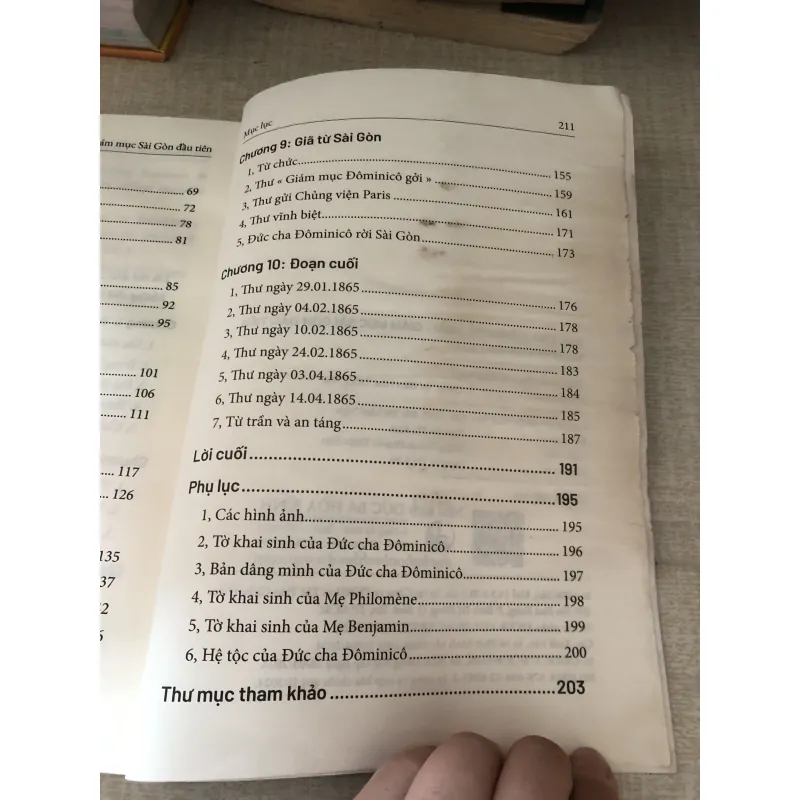 mục Sài Gòn đầu tiên
69
72
78
81
85
92
95
101
106
111
117
126
135
37
Mục lục 211
Chương 9: Giã từ Sài Gòn
1, Từ chức 155
2, Thư « Giám mục Đôminicô gởi » 159
3, Thư gửi Chủng viện Paris 161
4, Thư vĩnh biệt 171
5, Đức cha Đôminicô rời Sài Gòn 173
Chương 10: Đoạn cuối
1, Thư ngày 29.01.1865 176
2, Thư ngày 04.02.1865 178
3, Thư ngày 10.02.1865 178
4, Thư ngày 24.02.1865 183
5, Thư ngày 03.04.1865 184
6, Thư ngày 14.04.1865 185
7, Từ trần và an táng 187
Lời cuối 191
Phụ lục 195
1, Các hình ảnh 195
2, Tờ khai sinh của Đức cha Đôminicô 196
3, Bản dâng mình của Đức cha Đôminicô 197
4, Tờ khai sinh của Mẹ Philomène 198
5, Tờ khai sinh của Mẹ Benjamin 199
6, Hệ tộc của Đức cha Đôminicô 200
Thư mục tham khảo 203